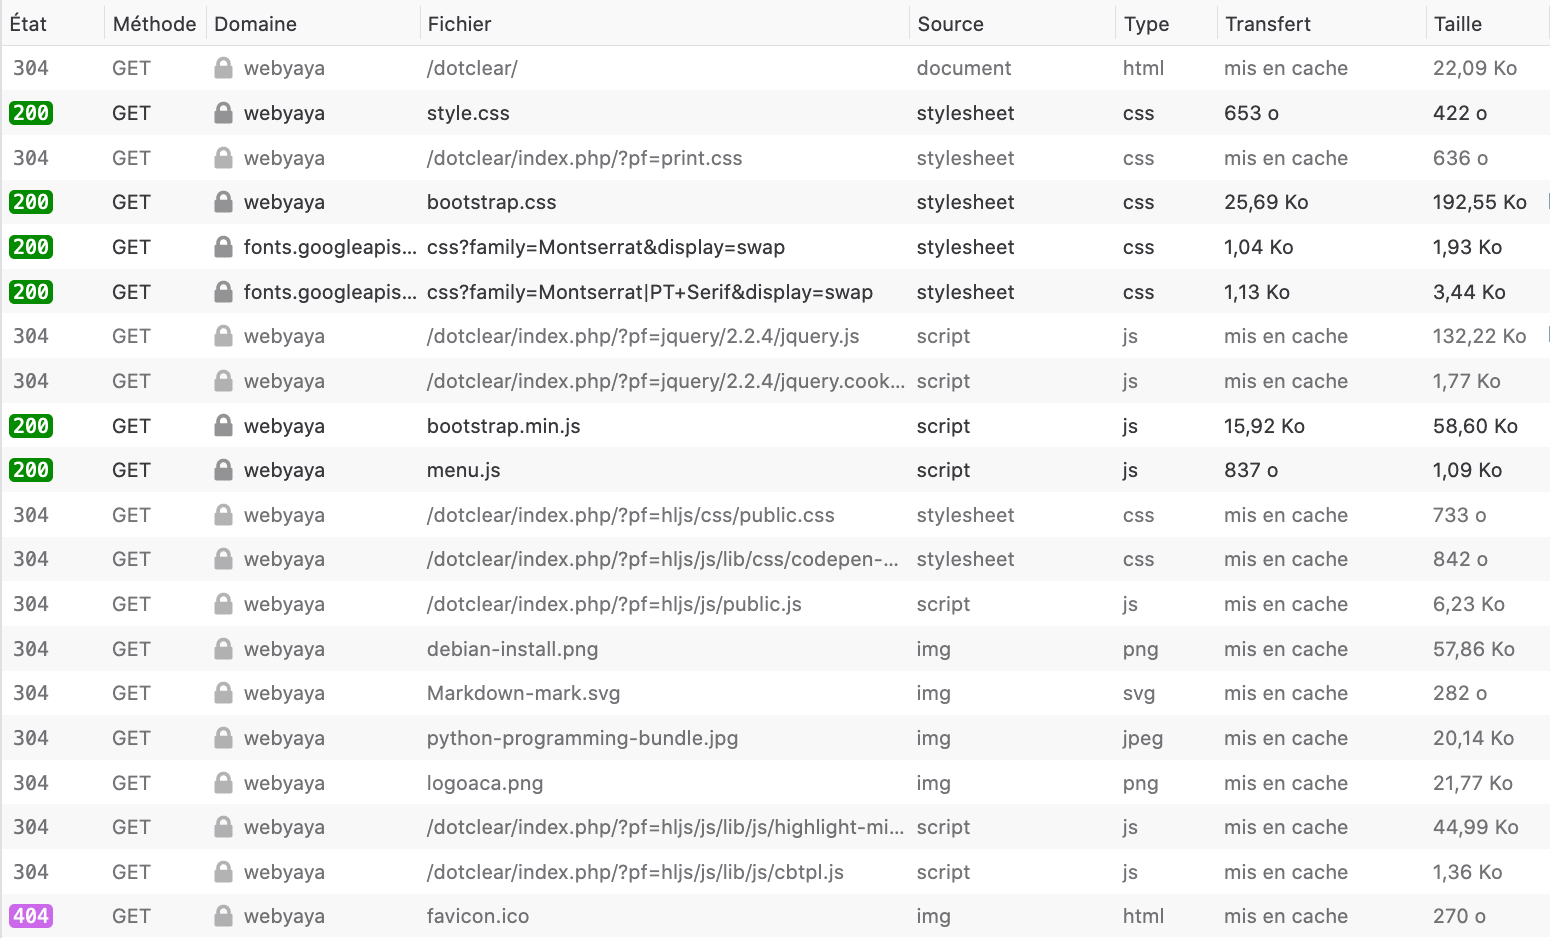 État Méthode Domaine Fichier Source Type Transfert Taille
304 GET webyaya /dotclear/ document html mis en cache 22,09 Ko
200 GET webyaya style.css stylesheet css 653 o 422 o
304 GET webyaya /dotclear/index.php/?pf=print.css stylesheet css mis en cache 636 o
200 GET webyaya bootstrap.css stylesheet css 25,69 Ko 192,55 Ko
200 GET fonts.googleapis... css?family=Montserrat&display=swap stylesheet css 1,04 Ko 1,93 Ko
200 GET fonts.googleapis... css?family=Montserrat|PT+Serif&display=swap stylesheet css 1,13 Ko 3,44 Ko
304 GET webyaya /dotclear/index.php/?pf=jquery/2.2.4/jquery.js script js mis en cache 132,22 Ko
304 GET webyaya /dotclear/index.php/?pf=jquery/2.2.4/jquery.cook... script js mis en cache 1,77 Ko
200 GET webyaya bootstrap.min.js script js 15,92 Ko 58,60 Ko
200 GET webyaya menu.js script js 837 o 1,09 Ko
304 GET webyaya /dotclear/index.php/?pf=hljs/css/public.css stylesheet css mis en cache 733 o
304 GET webyaya /dotclear/index.php/?pf=hljs/js/lib/css/codepen-... stylesheet css mis en cache 842 o
304 GET webyaya /dotclear/index.php/?pf=hljs/js/public.js script js mis en cache 6,23 Ko
304 GET webyaya debian-install.png img png mis en cache 57,86 Ko
304 GET webyaya Markdown-mark.svg img svg mis en cache 282 o
304 GET webyaya python-programming-bundle.jpg img jpeg mis en cache 20,14 Ko
304 GET webyaya logoaca.png img png mis en cache 21,77 Ko
304 GET webyaya /dotclear/index.php/?pf=hljs/js/lib/js/highlight-mi... script js mis en cache 44,99 Ko
304 GET webyaya /dotclear/index.php/?pf=hljs/js/lib/js/cbtpl.js script js mis en cache 1,36 Ko
404 GET webyaya favicon.ico img html mis en cache 270 o